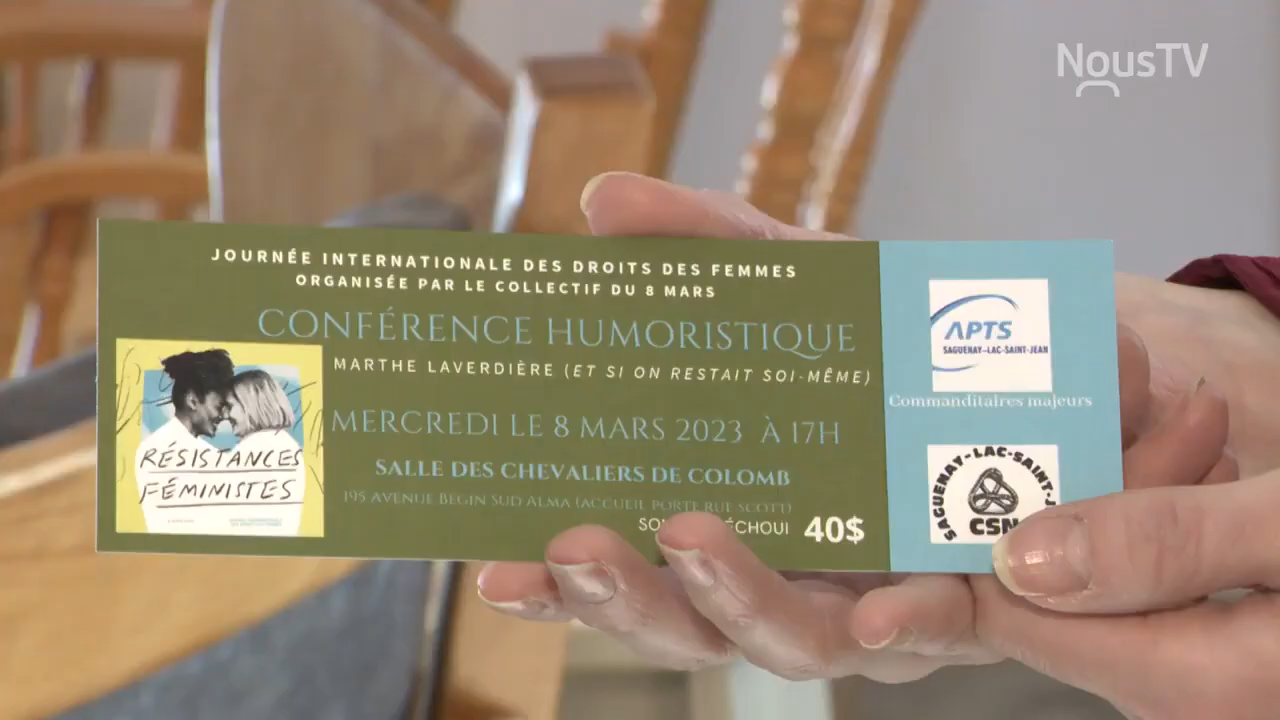 NousTV
JOURNÉE INTERNATIONALE DES DROITS DES FEMMES
ORGANISÉE PAR LE COLLECTIF DU 8 MARS
CONFÉRENCE HUMORISTIQUE
MARTHE LAVERDIÈRE (ET SI ON RESTAIT SOI-MÊME)
MERCREDI LE 8 MARS 2023 À 17H
SALLE DES CHEVALIERS DE COLOMB
195 AVENUE BEGIN SUD ALMA (ACCUEIL PORTE RUE SCOTT)
40$
RÉSISTANCES
FÉMINISTES
APTS
SAGUENAY-LAC-SAINT-JEAN
Commanditaires majeurs
SAGUENAY-LAC-SAINT-J
CSN